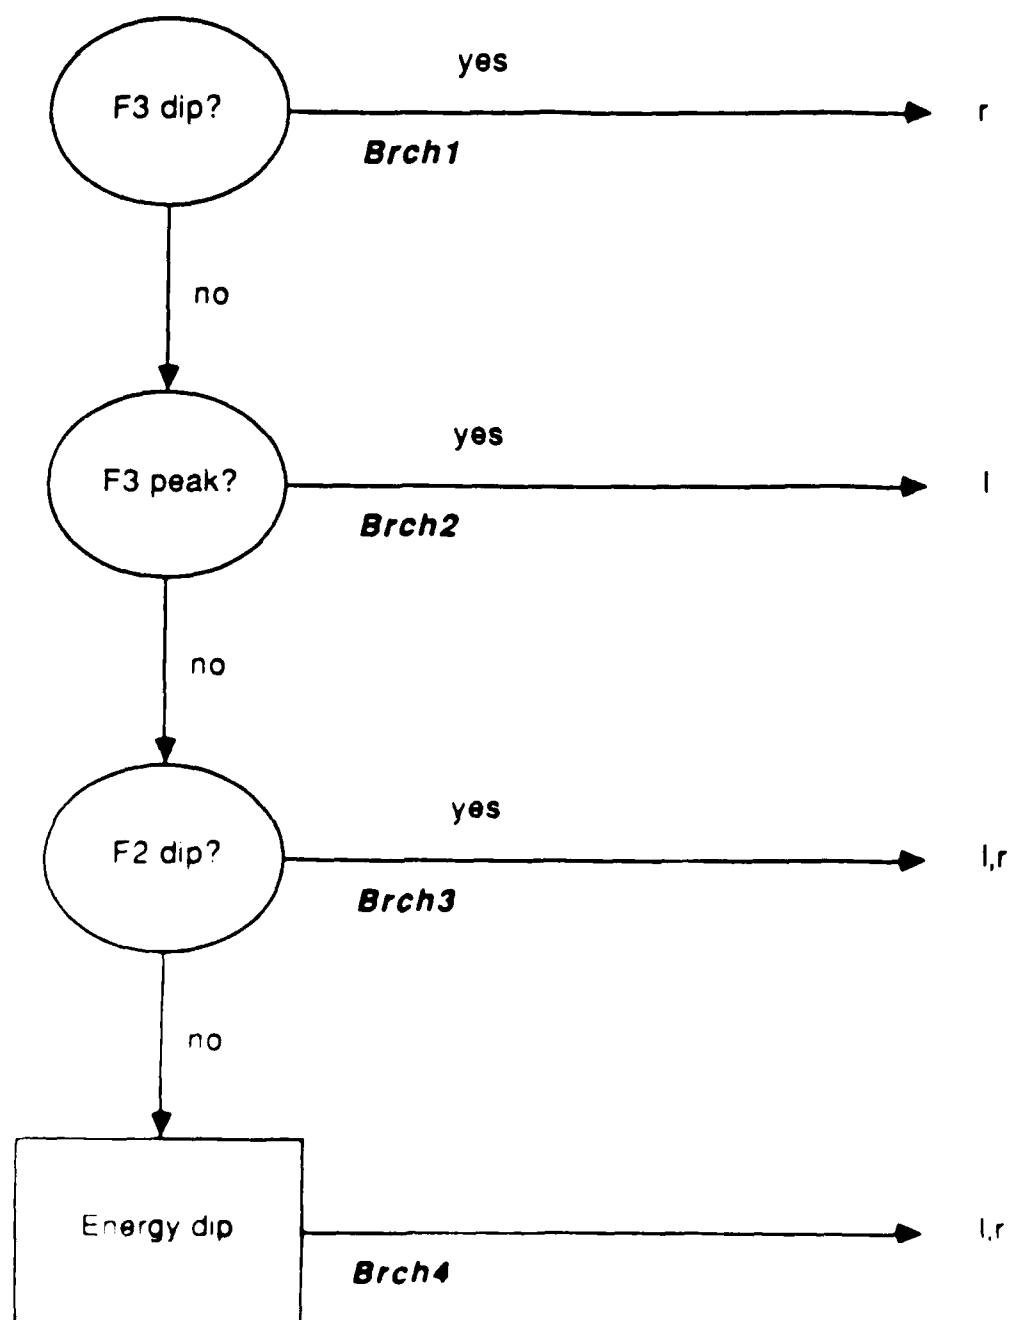 yes
F3 dip?
r
Brch1
no
yes
F3 peak?
l
Brch2
no
yes
F2 dip?
l,r
Brch3
no
Energy dip
l,r
Brch4